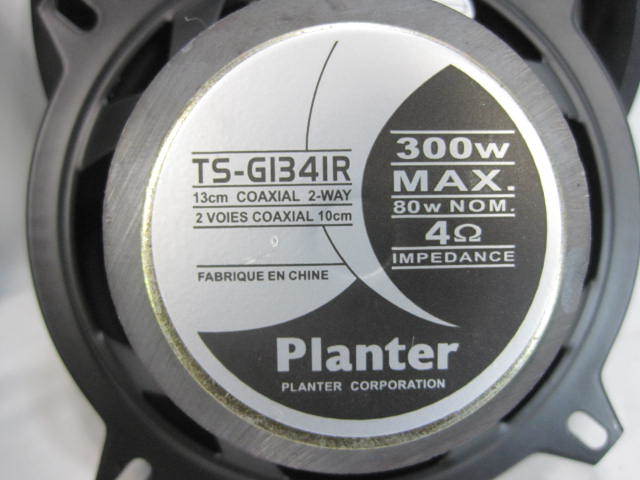 TS-G1341R
13cm COAXIAL 2-WAY
2 VOIES COAXIAL 10cm
FABRIQUE EN CHINE
300w
MAX.
80w NOM.
4Ω
IMPEDANCE
Planter
PLANTER CORPORATION